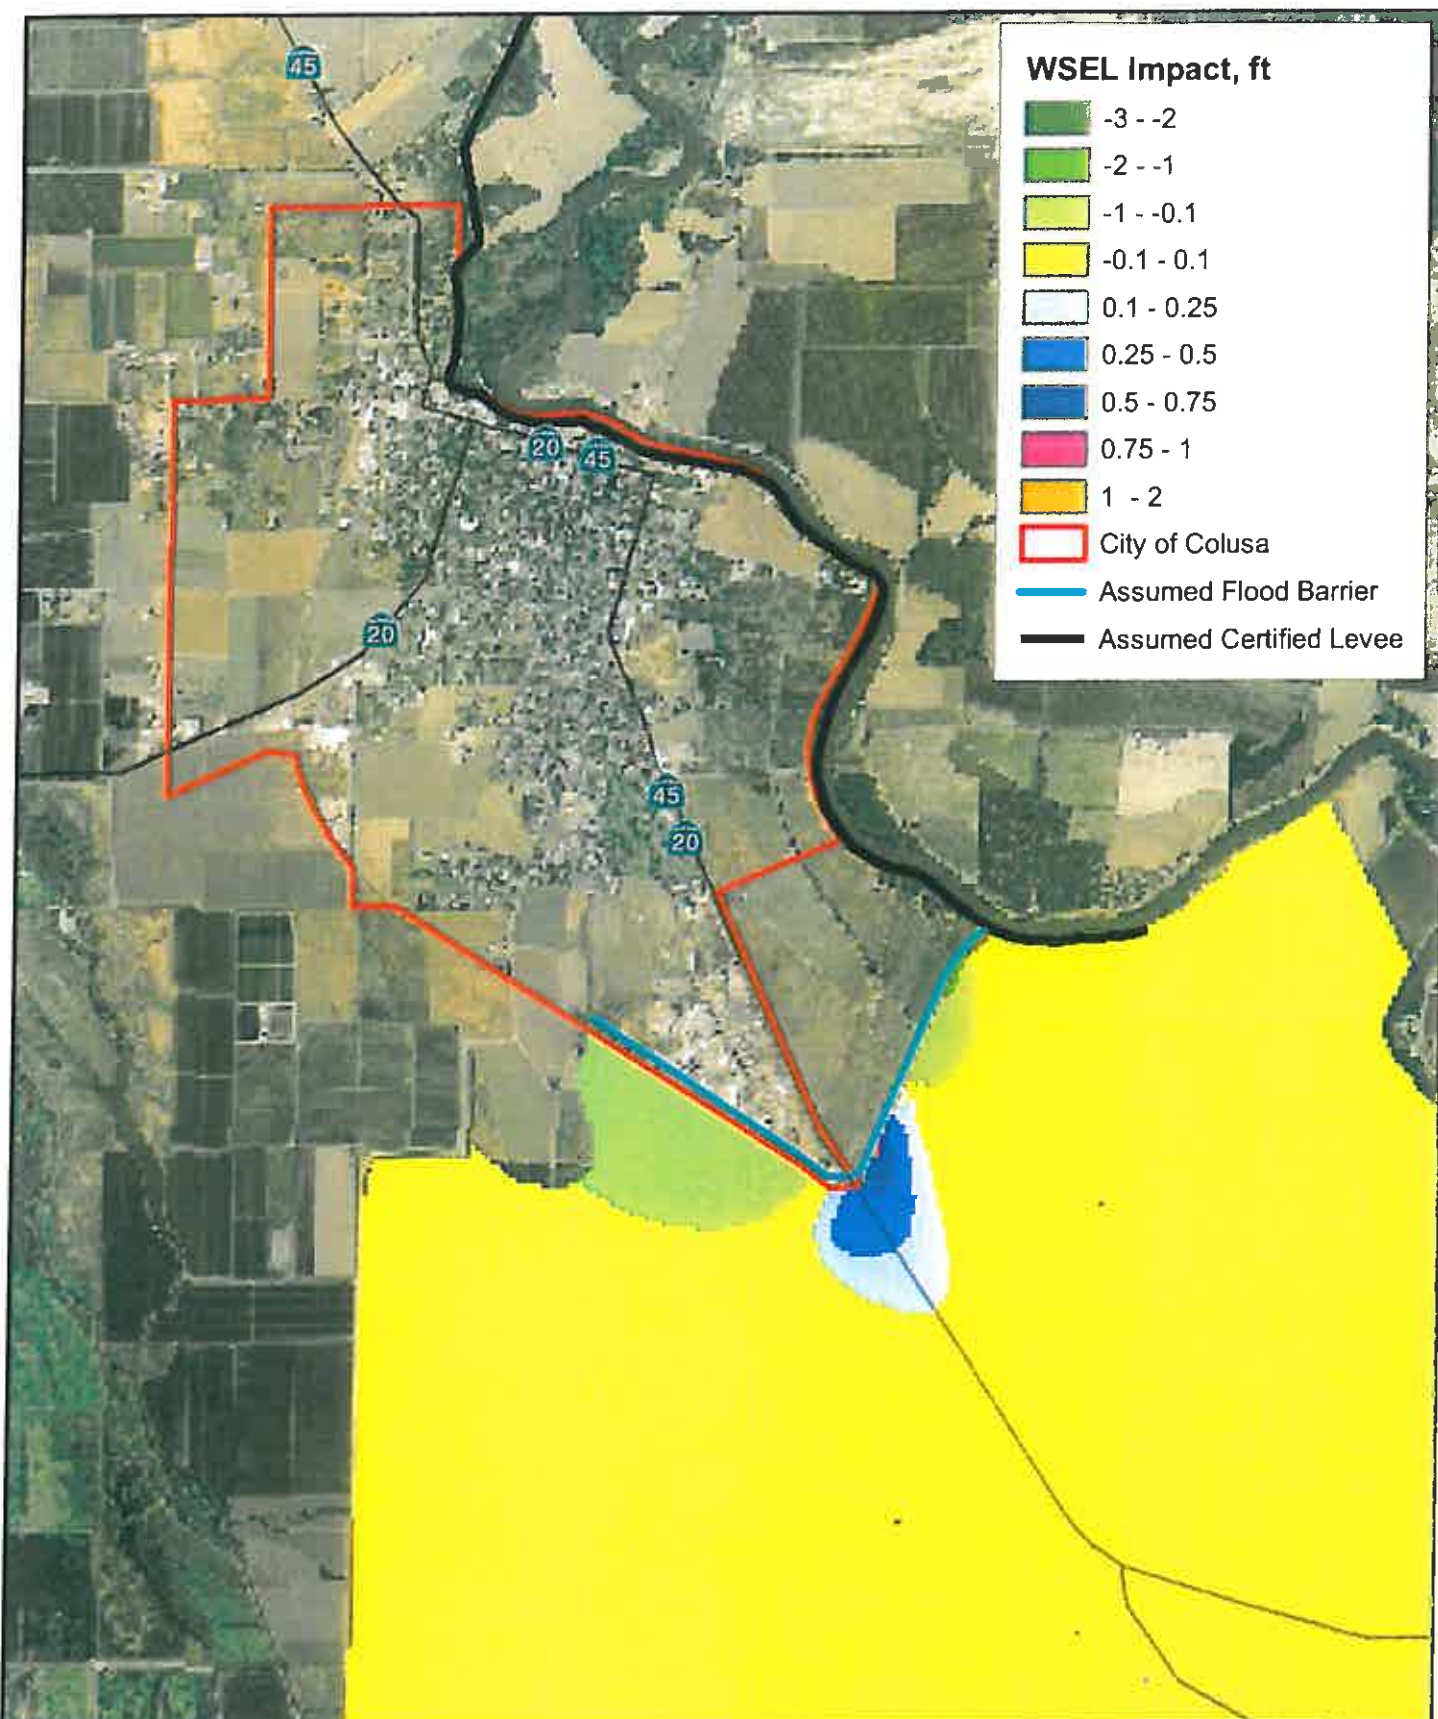 45
WSEL Impact, ft
-3 - -2
-2 - -1
-1 - -0.1
-0.1 - 0.1
0.1 - 0.25
0.25 - 0.5
0.5 - 0.75
0.75 - 1
1 - 2
City of Colusa
Assumed Flood Barrier
Assumed Certified Levee
20
45
20
45
20